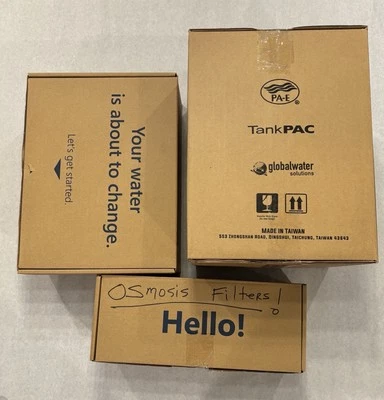 Your water
is about to change.
Let's get started.
PA-E®
TankPAC
globalwater
solutions
MADE IN TAIWAN
OSmosis Filters!
Hello!